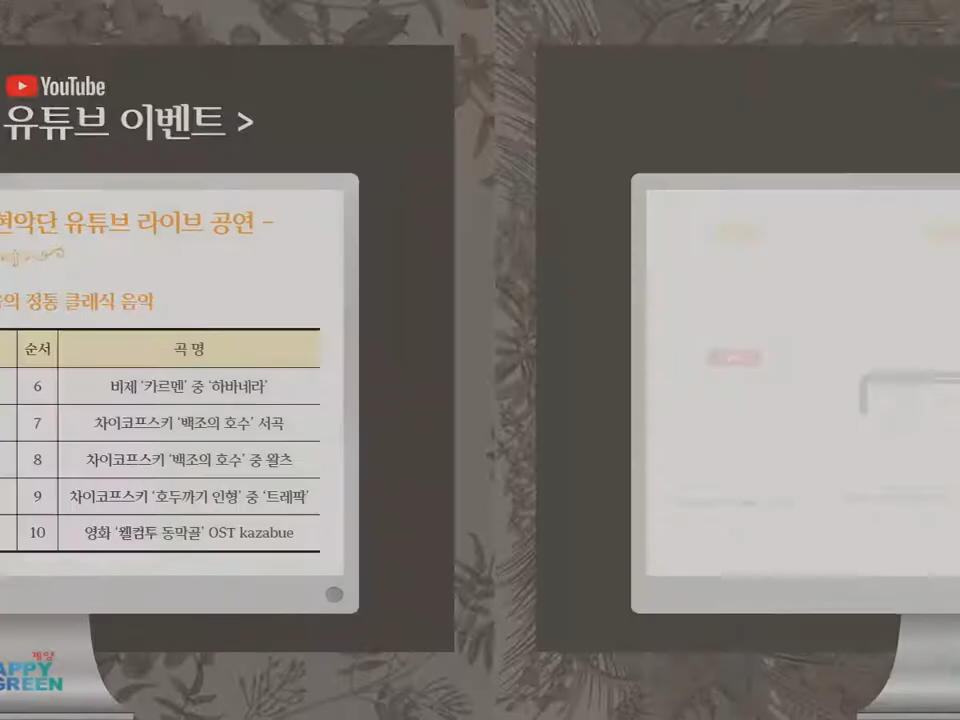 YouTube
유튜브 이벤트 >
현악단 유튜브 라이브 공연 -
의 정통 클래식 음악
순서 곡 명
6 비제 ‘카르멘’ 중 ‘하바네라’
7 차이코프스키 ‘백조의 호수’ 서곡
8 차이코프스키 ‘백조의 호수’ 중 왈츠
9 차이코프스키 ‘호두까기 인형’ 중 ‘트레팍’
10 영화 ‘웰컴투 동막골’ OST kazabue
계양
APPY
GREEN